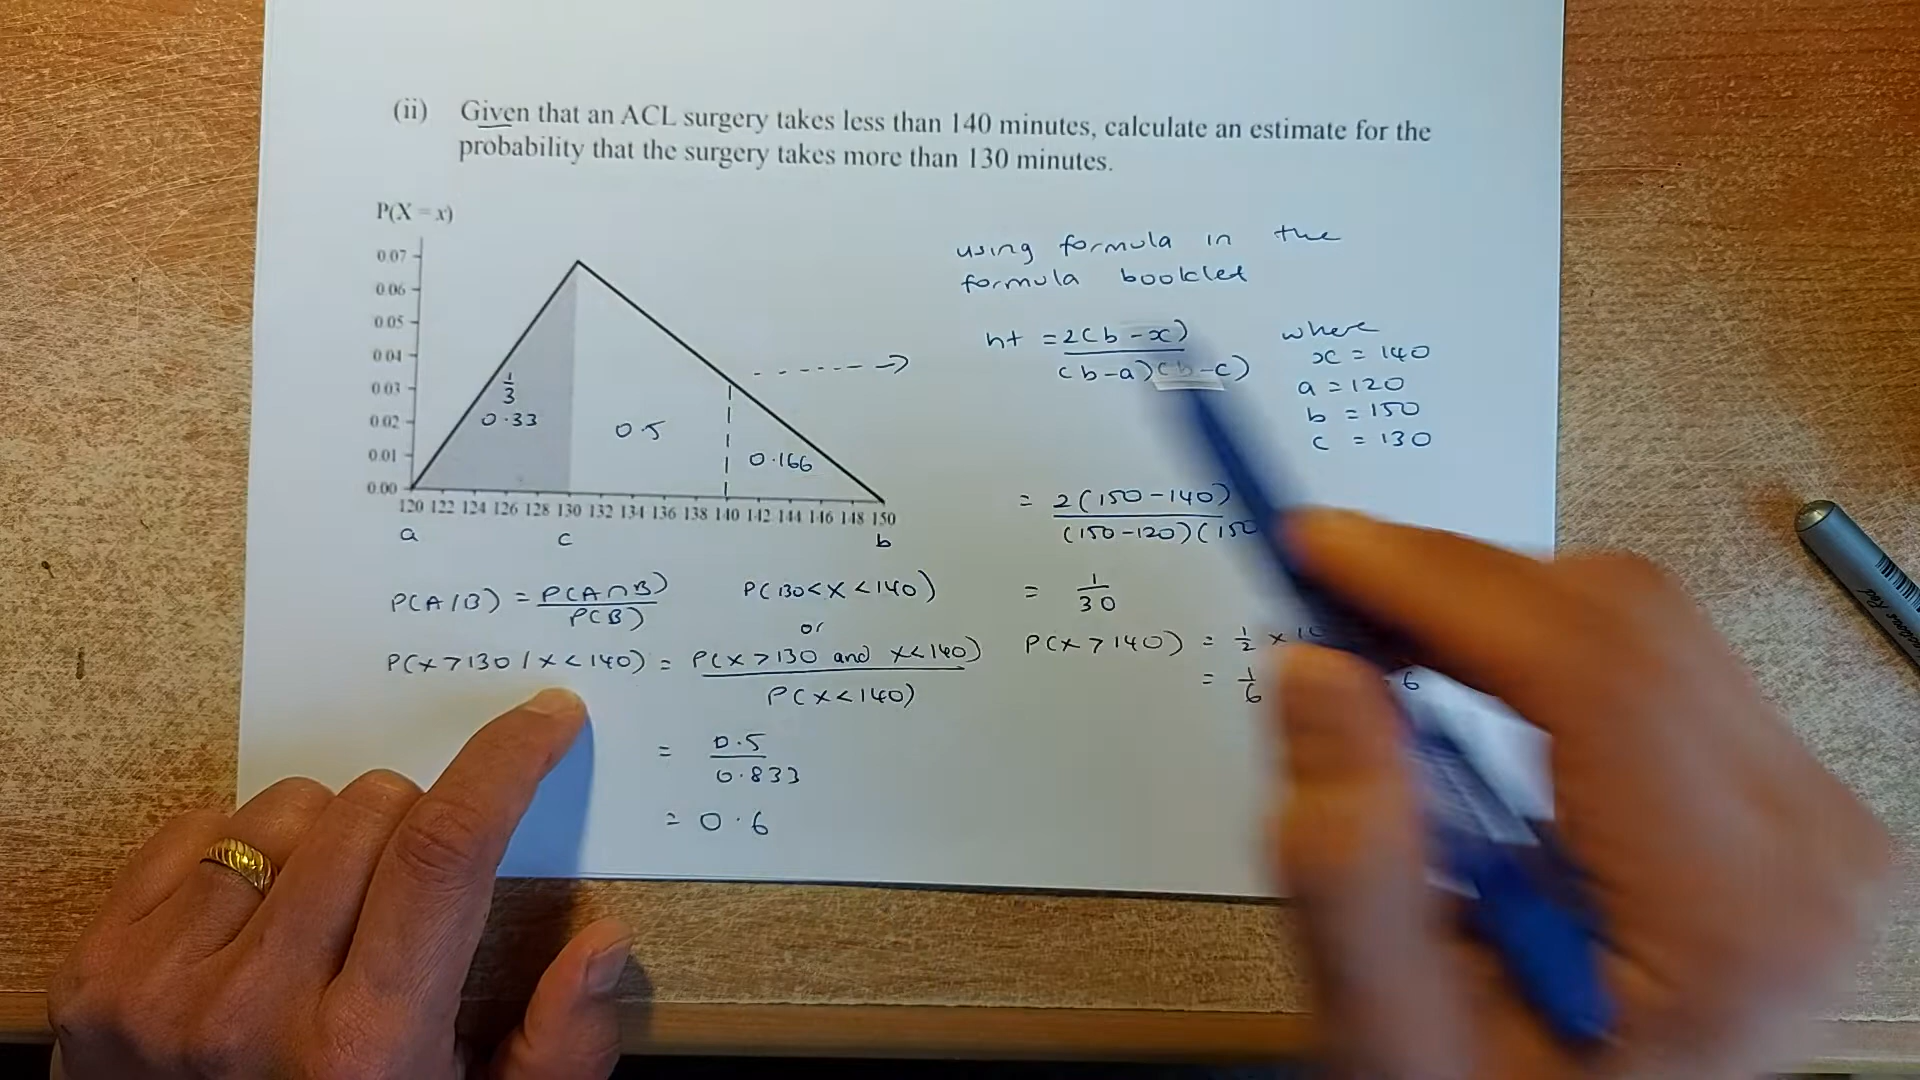 (ii) Given that an ACL surgery takes less than 140 minutes, calculate an estimate for the
probability that the surgery takes more than 130 minutes.
P(X = x)
0.07
0.06
0.05
0.04
0.03
0.02
0.01
0.00
1/3
0.33
0.5
0.166
120 122 124 126 128 130 132 134 136 138 140 142 144 146 148 150
a c b
using formula in the
formula booklet
ht = 2(b-x)/(b-a)(b-c)
where
x = 140
a = 120
b = 150
c = 130
= 2(150-140)/(150-120)(150
= 1/30
P(x>140) = 1/2 ×
= 1/6
6
P(A/B) = P(A∩B)/P(B)
P(130<x<140)
or
P(x>130/x<140) = P(x>130 and x<140)/P(x<140)
= 0.5/0.833
= 0.6